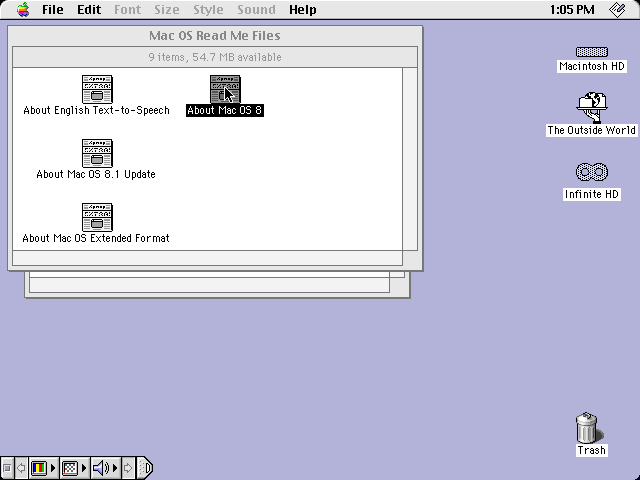 File Edit Font Size Style Sound Help 1:05 PM
Mac OS Read Me Files
9 items, 54.7 MB available
About English Text-to-Speech
About Mac OS 8
About Mac OS 8.1 Update
About Mac OS Extended Format
Macintosh HD
The Outside World
Infinite HD
Trash